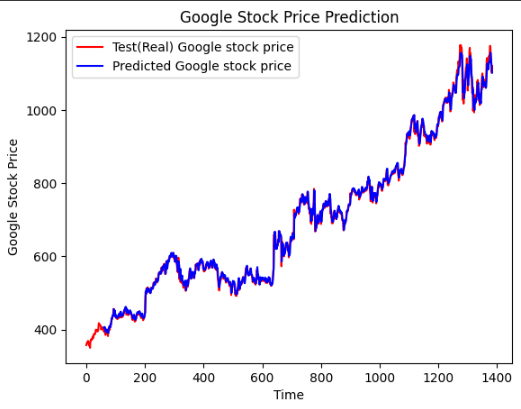 Google Stock Price Prediction
Test(Real) Google stock price
Predicted Google stock price
1200
1000
800
600
400
Google Stock Price
0 200 400 600 800 1000 1200 1400
Time